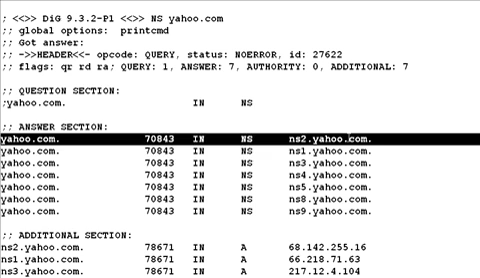 ; <<>> DiG 9.3.2-P1 <<>> NS yahoo.com
;; global options: printcmd
;; Got answer:
;; ->>HEADER<<- opcode: QUERY, status: NOERROR, id: 27622
;; flags: qr rd ra; QUERY: 1, ANSWER: 7, AUTHORITY: 0, ADDITIONAL: 7
;; QUESTION SECTION:
;yahoo.com. IN NS
;; ANSWER SECTION:
yahoo.com. 70843 IN NS ns2.yahoo.com.
yahoo.com. 70843 IN NS ns1.yahoo.com.
yahoo.com. 70843 IN NS ns3.yahoo.com.
yahoo.com. 70843 IN NS ns4.yahoo.com.
yahoo.com. 70843 IN NS ns5.yahoo.com.
yahoo.com. 70843 IN NS ns8.yahoo.com.
yahoo.com. 70843 IN NS ns9.yahoo.com.
;; ADDITIONAL SECTION:
ns2.yahoo.com. 78671 IN A 68.142.255.16
ns1.yahoo.com. 78671 IN A 66.218.71.63
ns3.yahoo.com. 78671 IN A 217.12.4.104